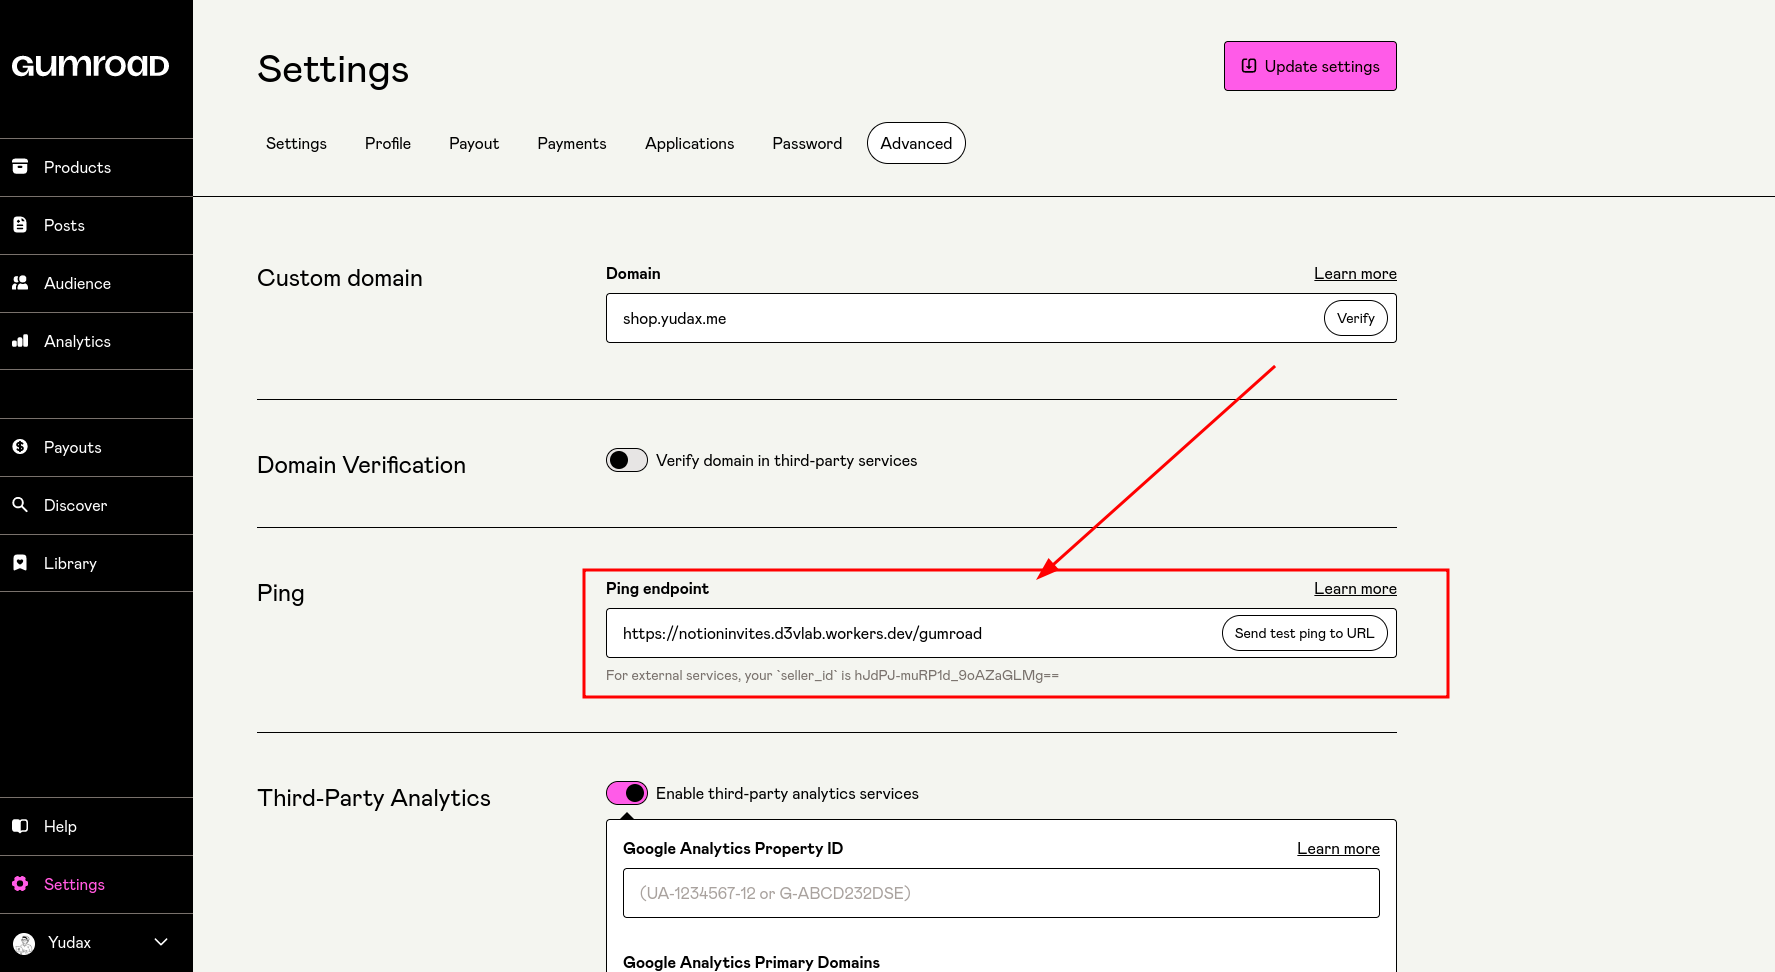 GUMROAD
Products
Posts
Audience
Analytics
Payouts
Discover
Library
Help
Settings
Yudax
Settings
Update settings
Settings Profile Payout Payments Applications Password Advanced
Custom domain
Domain
Learn more
shop.yudax.me
Verify
Domain Verification
Verify domain in third-party services
Ping
Ping endpoint
Learn more
https://notioninvites.d3vlab.workers.dev/gumroad
Send test ping to URL
For external services, your `seller_id` is hJdPJ-muRP1d_9oAZaGLMg==
Third-Party Analytics
Enable third-party analytics services
Google Analytics Property ID
Learn more
(UA-1234567-12 or G-ABCD232DSE)
Google Analytics Primary Domains